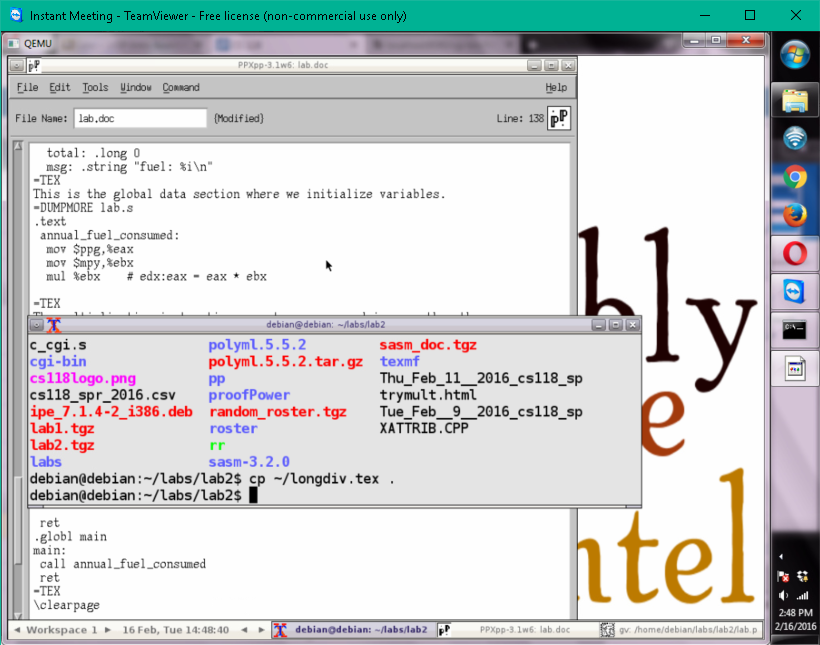 Instant Meeting - TeamViewer - Free license (non-commercial use only)
QEMU
PPXpp-3.1w6: lab.doc
File Edit Tools Window Command Help
File Name: lab.doc (Modified) Line: 138
total: .long 0
msg: .string "fuel: %i\n"
=TEX
This is the global data section where we initialize variables.
=DUMPMORE lab.s
.text
annual_fuel_consumed:
mov $ppg,%eax
mov $mpy,%ebx
mul %ebx # edx:eax = eax * ebx
=TEX
debian@debian: ~/labs/lab2
c_cgi.s polyml.5.5.2 sasm_doc.tgz
cgi-bin polyml.5.5.2.tar.gz texmf
cs118logo.png pp Thu_Feb_11__2016_cs118_sp
cs118_spr_2016.csv proofPower trymult.html
ipe_7.1.4-2_i386.deb random_roster.tgz Tue_Feb__9__2016_cs118_sp
lab1.tgz roster XATTRIB.CPP
lab2.tgz rr
labs sasm-3.2.0
debian@debian:~/labs/lab2$ cp ~/longdiv.tex .
debian@debian:~/labs/lab2$
ret
.globl main
main:
call annual_fuel_consumed
ret
=TEX
\clearpage
bly
e
ntel
Workspace 1 16 Feb, Tue 14:48:40 debian@debian: ~/labs/lab2 PPXpp-3.1w6: lab.doc gv: /home/debian/labs/lab2/lab.p
2:48 PM
2/16/2016